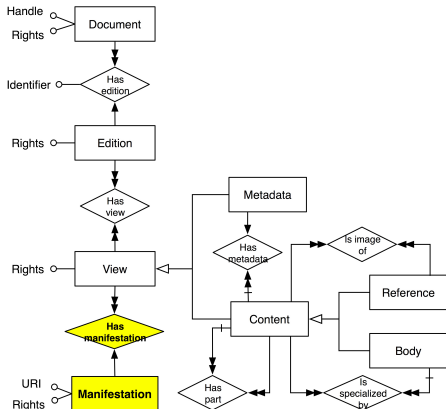 Handle
Rights
Document
Has
edition
Identifier
Rights
Edition
Has
view
Metadata
Is image
of
Has
metadata
Rights
View
Reference
Content
Has
manifestation
Body
URI
Rights
Manifestation
Has
part
Is
specialized
by